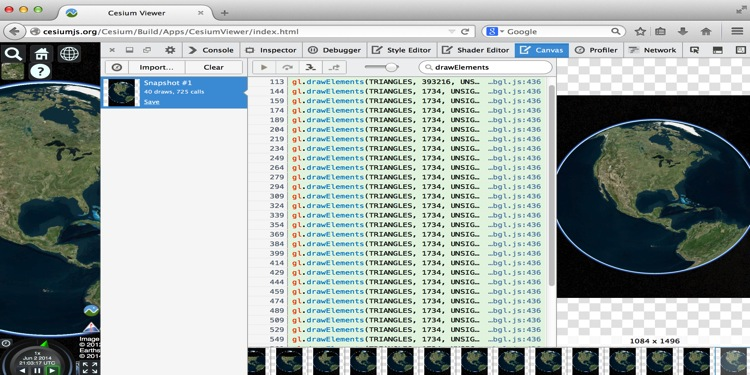 Cesium Viewer
cesiumjs.org/Cesium/Build/Apps/CesiumViewer/index.html
Google
Console
Inspector
Debugger
Style Editor
Shader Editor
Canvas
Profiler
Network
Import...
Clear
drawElements
Snapshot #1
40 draws, 725 calls
Save
113 gl.drawElements(TRIANGLES, 393216, UNS… …bgl.js:436
144 gl.drawElements(TRIANGLES, 1734, UNSIG… …bgl.js:436
159 gl.drawElements(TRIANGLES, 1734, UNSIG… …bgl.js:436
174 gl.drawElements(TRIANGLES, 1734, UNSIG… …bgl.js:436
189 gl.drawElements(TRIANGLES, 1734, UNSIG… …bgl.js:436
204 gl.drawElements(TRIANGLES, 1734, UNSIG… …bgl.js:436
219 gl.drawElements(TRIANGLES, 1734, UNSIG… …bgl.js:436
234 gl.drawElements(TRIANGLES, 1734, UNSIG… …bgl.js:436
249 gl.drawElements(TRIANGLES, 1734, UNSIG… …bgl.js:436
264 gl.drawElements(TRIANGLES, 1734, UNSIG… …bgl.js:436
279 gl.drawElements(TRIANGLES, 1734, UNSIG… …bgl.js:436
294 gl.drawElements(TRIANGLES, 1734, UNSIG… …bgl.js:436
309 gl.drawElements(TRIANGLES, 1734, UNSIG… …bgl.js:436
324 gl.drawElements(TRIANGLES, 1734, UNSIG… …bgl.js:436
339 gl.drawElements(TRIANGLES, 1734, UNSIG… …bgl.js:436
354 gl.drawElements(TRIANGLES, 1734, UNSIG… …bgl.js:436
369 gl.drawElements(TRIANGLES, 1734, UNSIG… …bgl.js:436
384 gl.drawElements(TRIANGLES, 1734, UNSIG… …bgl.js:436
399 gl.drawElements(TRIANGLES, 1734, UNSIG… …bgl.js:436
414 gl.drawElements(TRIANGLES, 1734, UNSIG… …bgl.js:436
429 gl.drawElements(TRIANGLES, 1734, UNSIG… …bgl.js:436
444 gl.drawElements(TRIANGLES, 1734, UNSIG… …bgl.js:436
459 gl.drawElements(TRIANGLES, 1734, UNSIG… …bgl.js:436
474 gl.drawElements(TRIANGLES, 1734, UNSIG… …bgl.js:436
489 gl.drawElements(TRIANGLES, 1734, UNSIG… …bgl.js:436
509 gl.drawElements(TRIANGLES, 1734, UNSIG… …bgl.js:436
529 gl.drawElements(TRIANGLES, 1734, UNSIG… …bgl.js:436
549 gl.drawElements(TRIANGLES, 1734, UNSIG… …bgl.js:436
1084 x 1496
Image
© 201
Earths
© 201
1x
Jun 2 2014
21:03:17 UTC